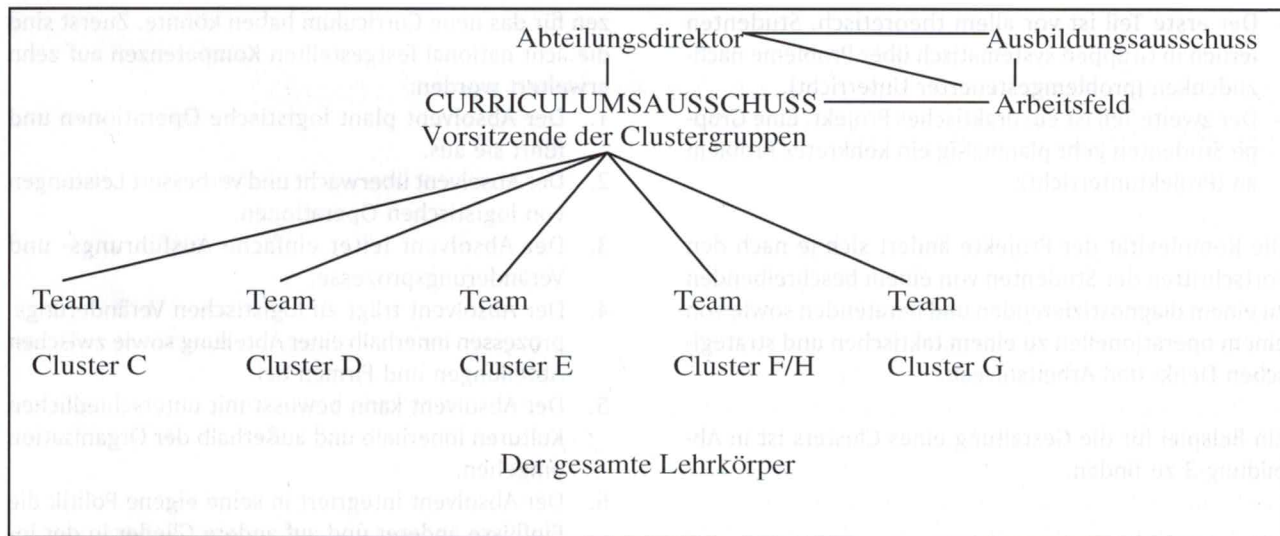 Abteilungsdirektor Ausbildungsausschuss
CURRICULUMSAUSSCHUSS Arbeitsfeld
Vorsitzende der Clustergruppen
Team Team Team Team Team
Cluster C Cluster D Cluster E Cluster F/H Cluster G
Der gesamte Lehrkörper